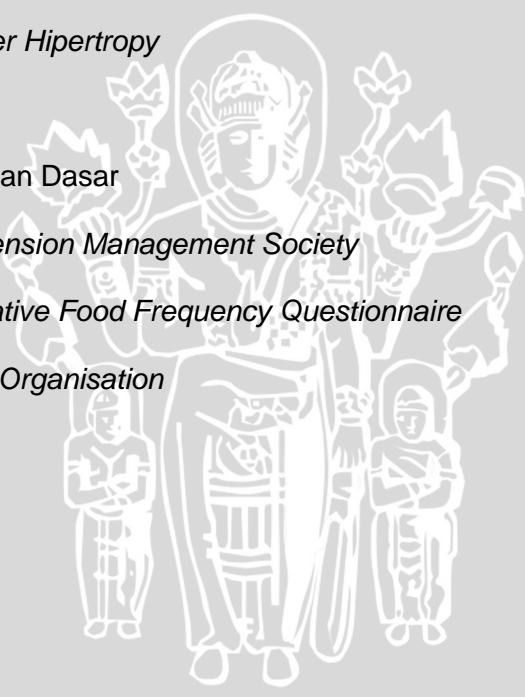 er Hipertropy
an Dasar
ension Management Society
ative Food Frequency Questionnaire
Organisation